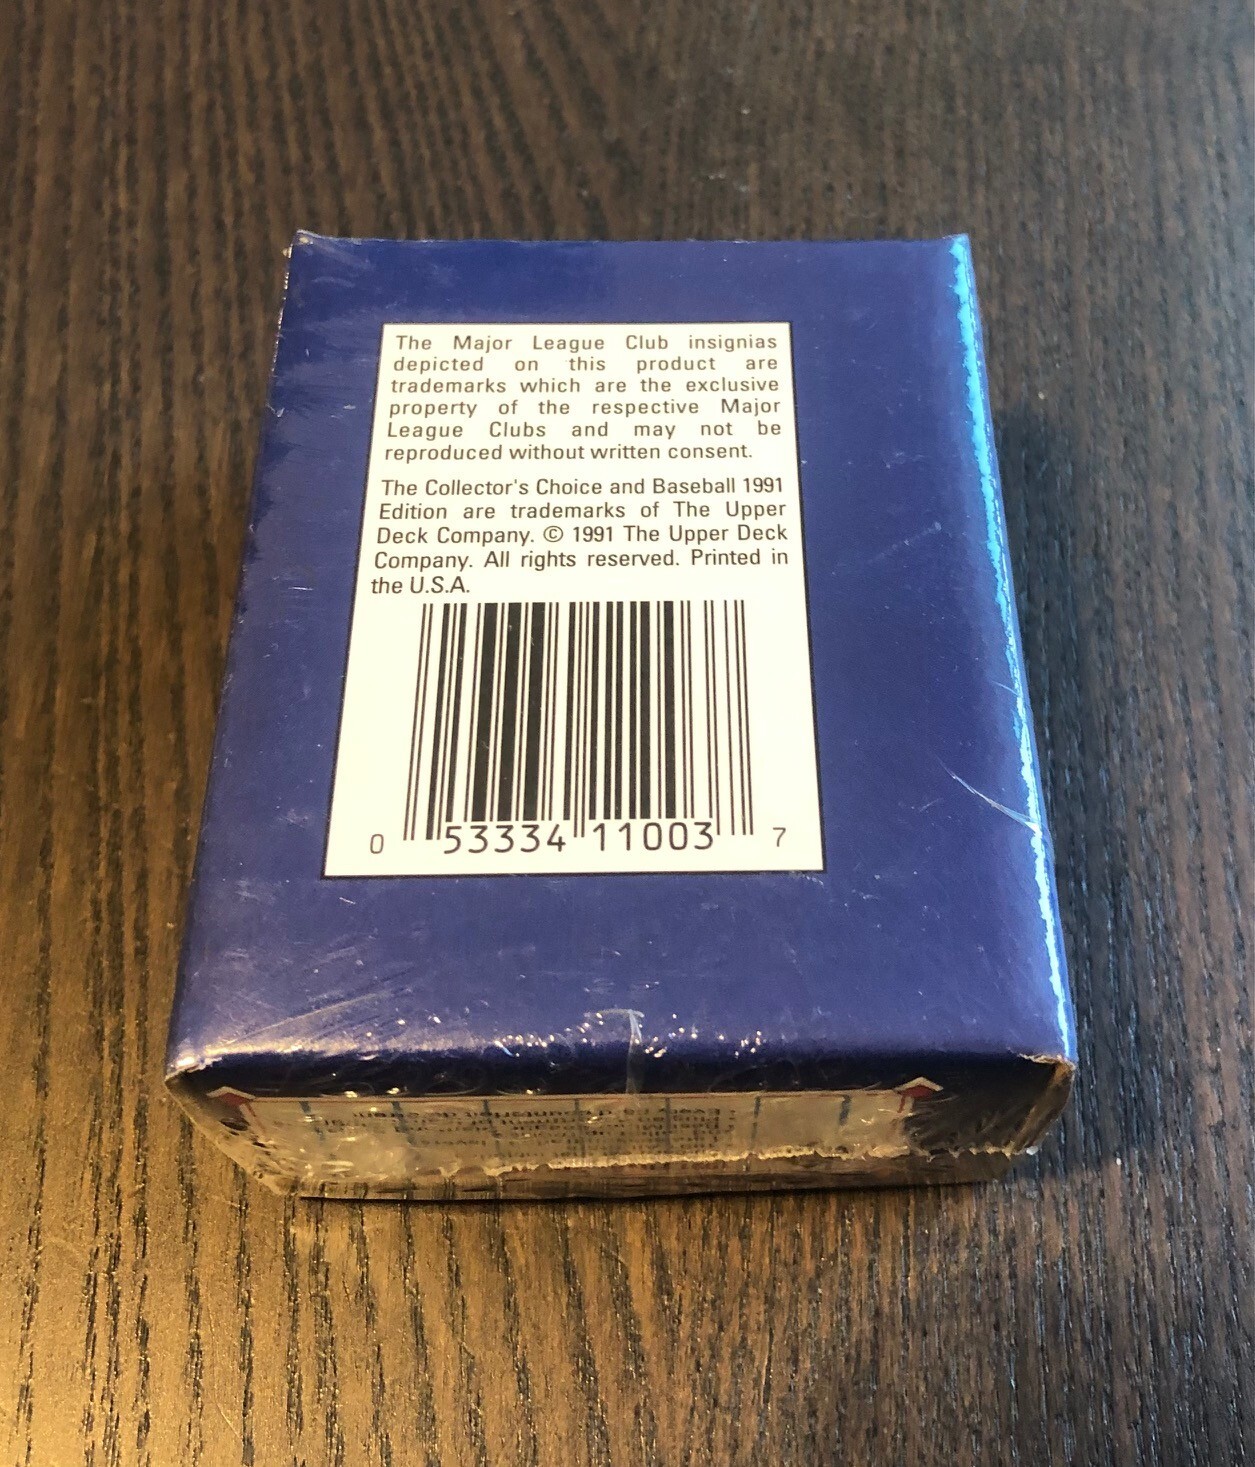 The Major League Club insignias
depicted on this product are
trademarks which are the exclusive
property of the respective Major
League Clubs and may not be
reproduced without written consent.
The Collector's Choice and Baseball 1991
Edition are trademarks of The Upper
Deck Company. © 1991 The Upper Deck
Company. All rights reserved. Printed in
the U.S.A.
0 53334 11003 7